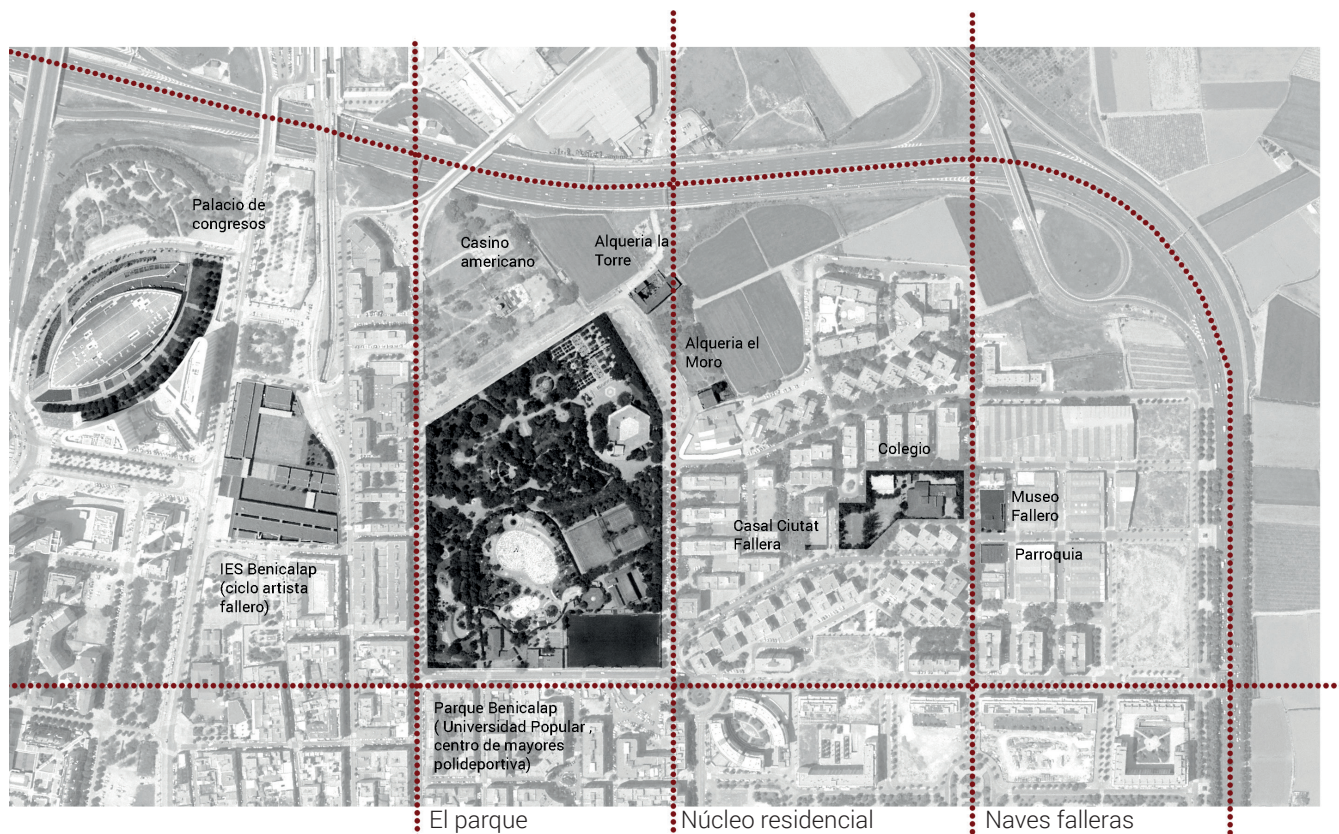 Palacio de
congresos
Casino
americano
Alqueria la
Torre
Alqueria el
Moro
Colegio
Casal Ciutat
Fallera
Museo
Fallero
Parroquia
IES Benicalap
(ciclo artista
fallero)
Parque Benicalap
( Universidad Popular ,
centro de mayores
polideportiva)
El parque
Núcleo residencial
Naves falleras